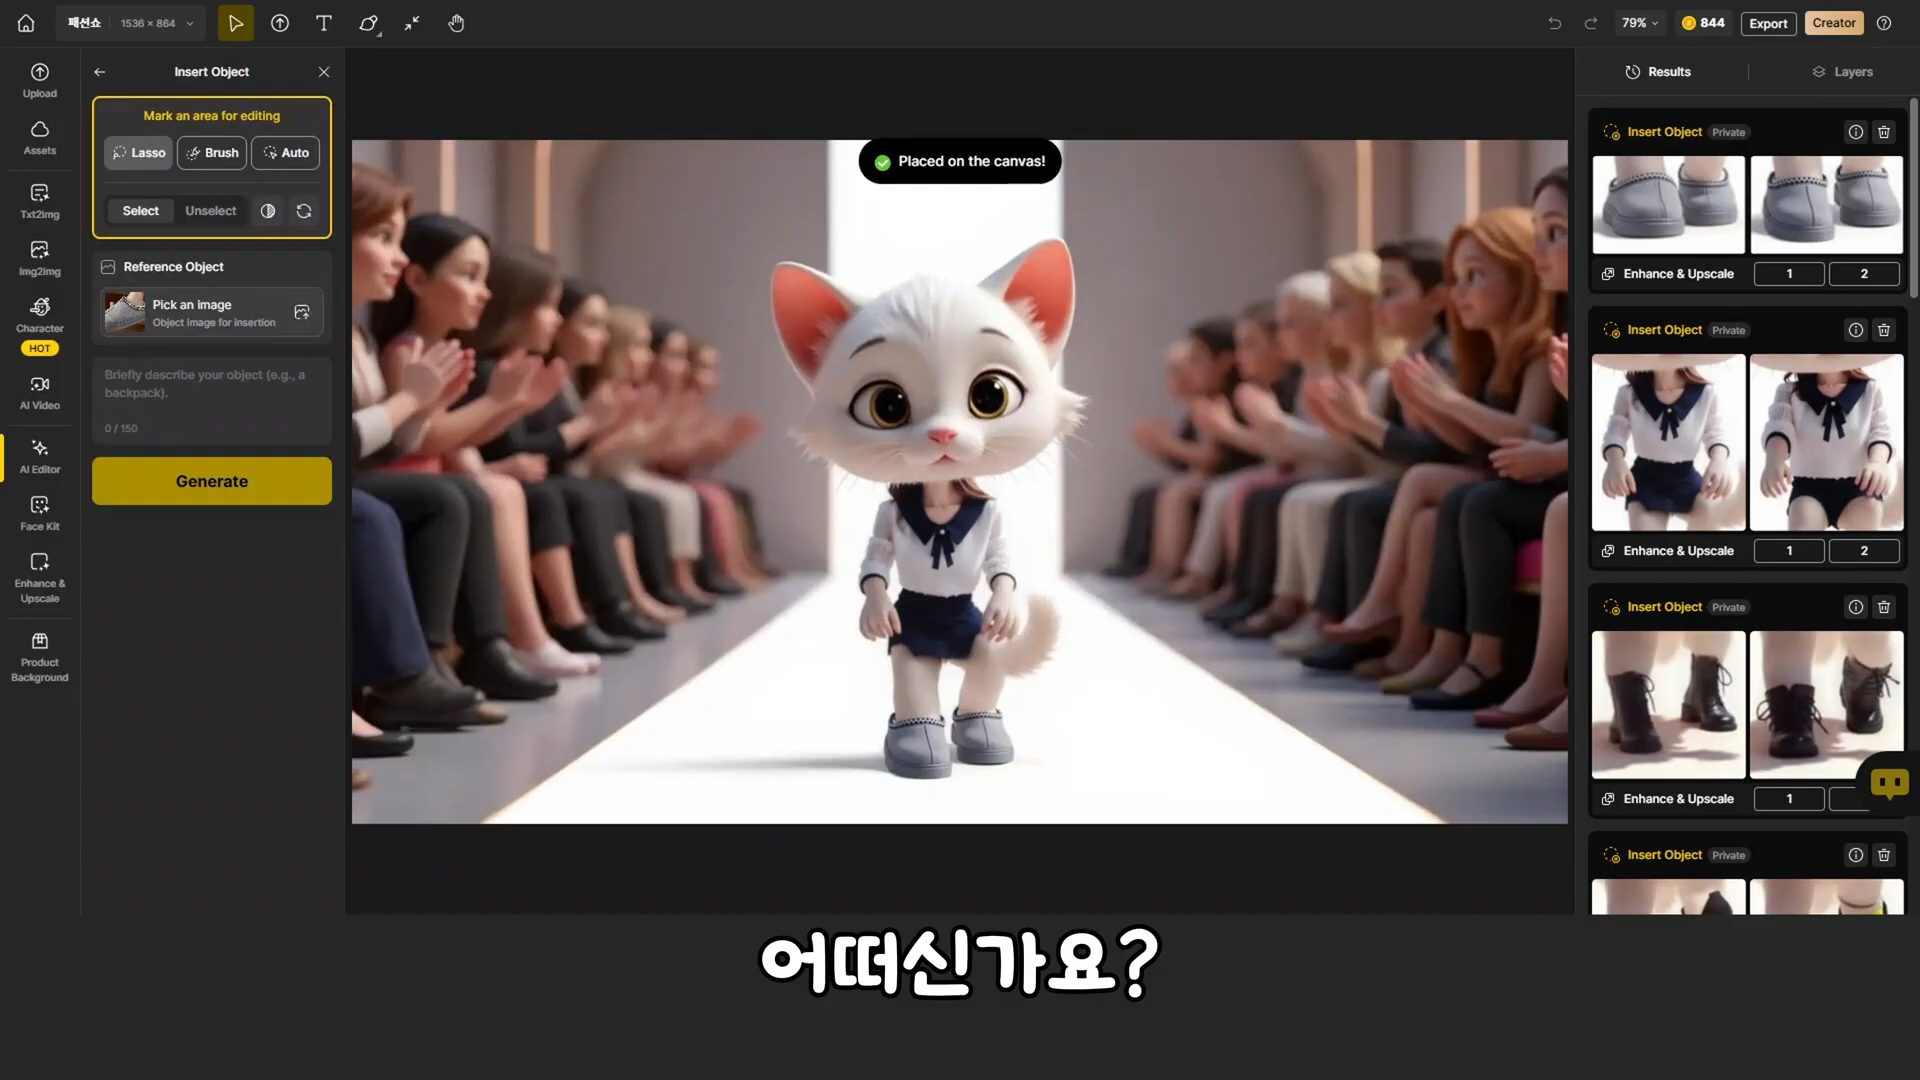 패션쇼 1536 × 864
79%
844
Export
Creator
Upload
Assets
Txt2Img
Img2Img
Character
HOT
AI Video
AI Editor
Face Kit
Enhance &
Upscale
Product
Background
Insert Object
Mark an area for editing
Lasso
Brush
Auto
Select
Unselect
Reference Object
Pick an image
Object Image for Insertion
Briefly describe your object (e.g., a
backpack).
0 / 150
Generate
Placed on the canvas!
Results
Layers
Insert Object Private
Enhance & Upscale 1 2
Insert Object Private
Enhance & Upscale 1 2
Insert Object Private
Enhance & Upscale 1
Insert Object Private
어떠신가요?